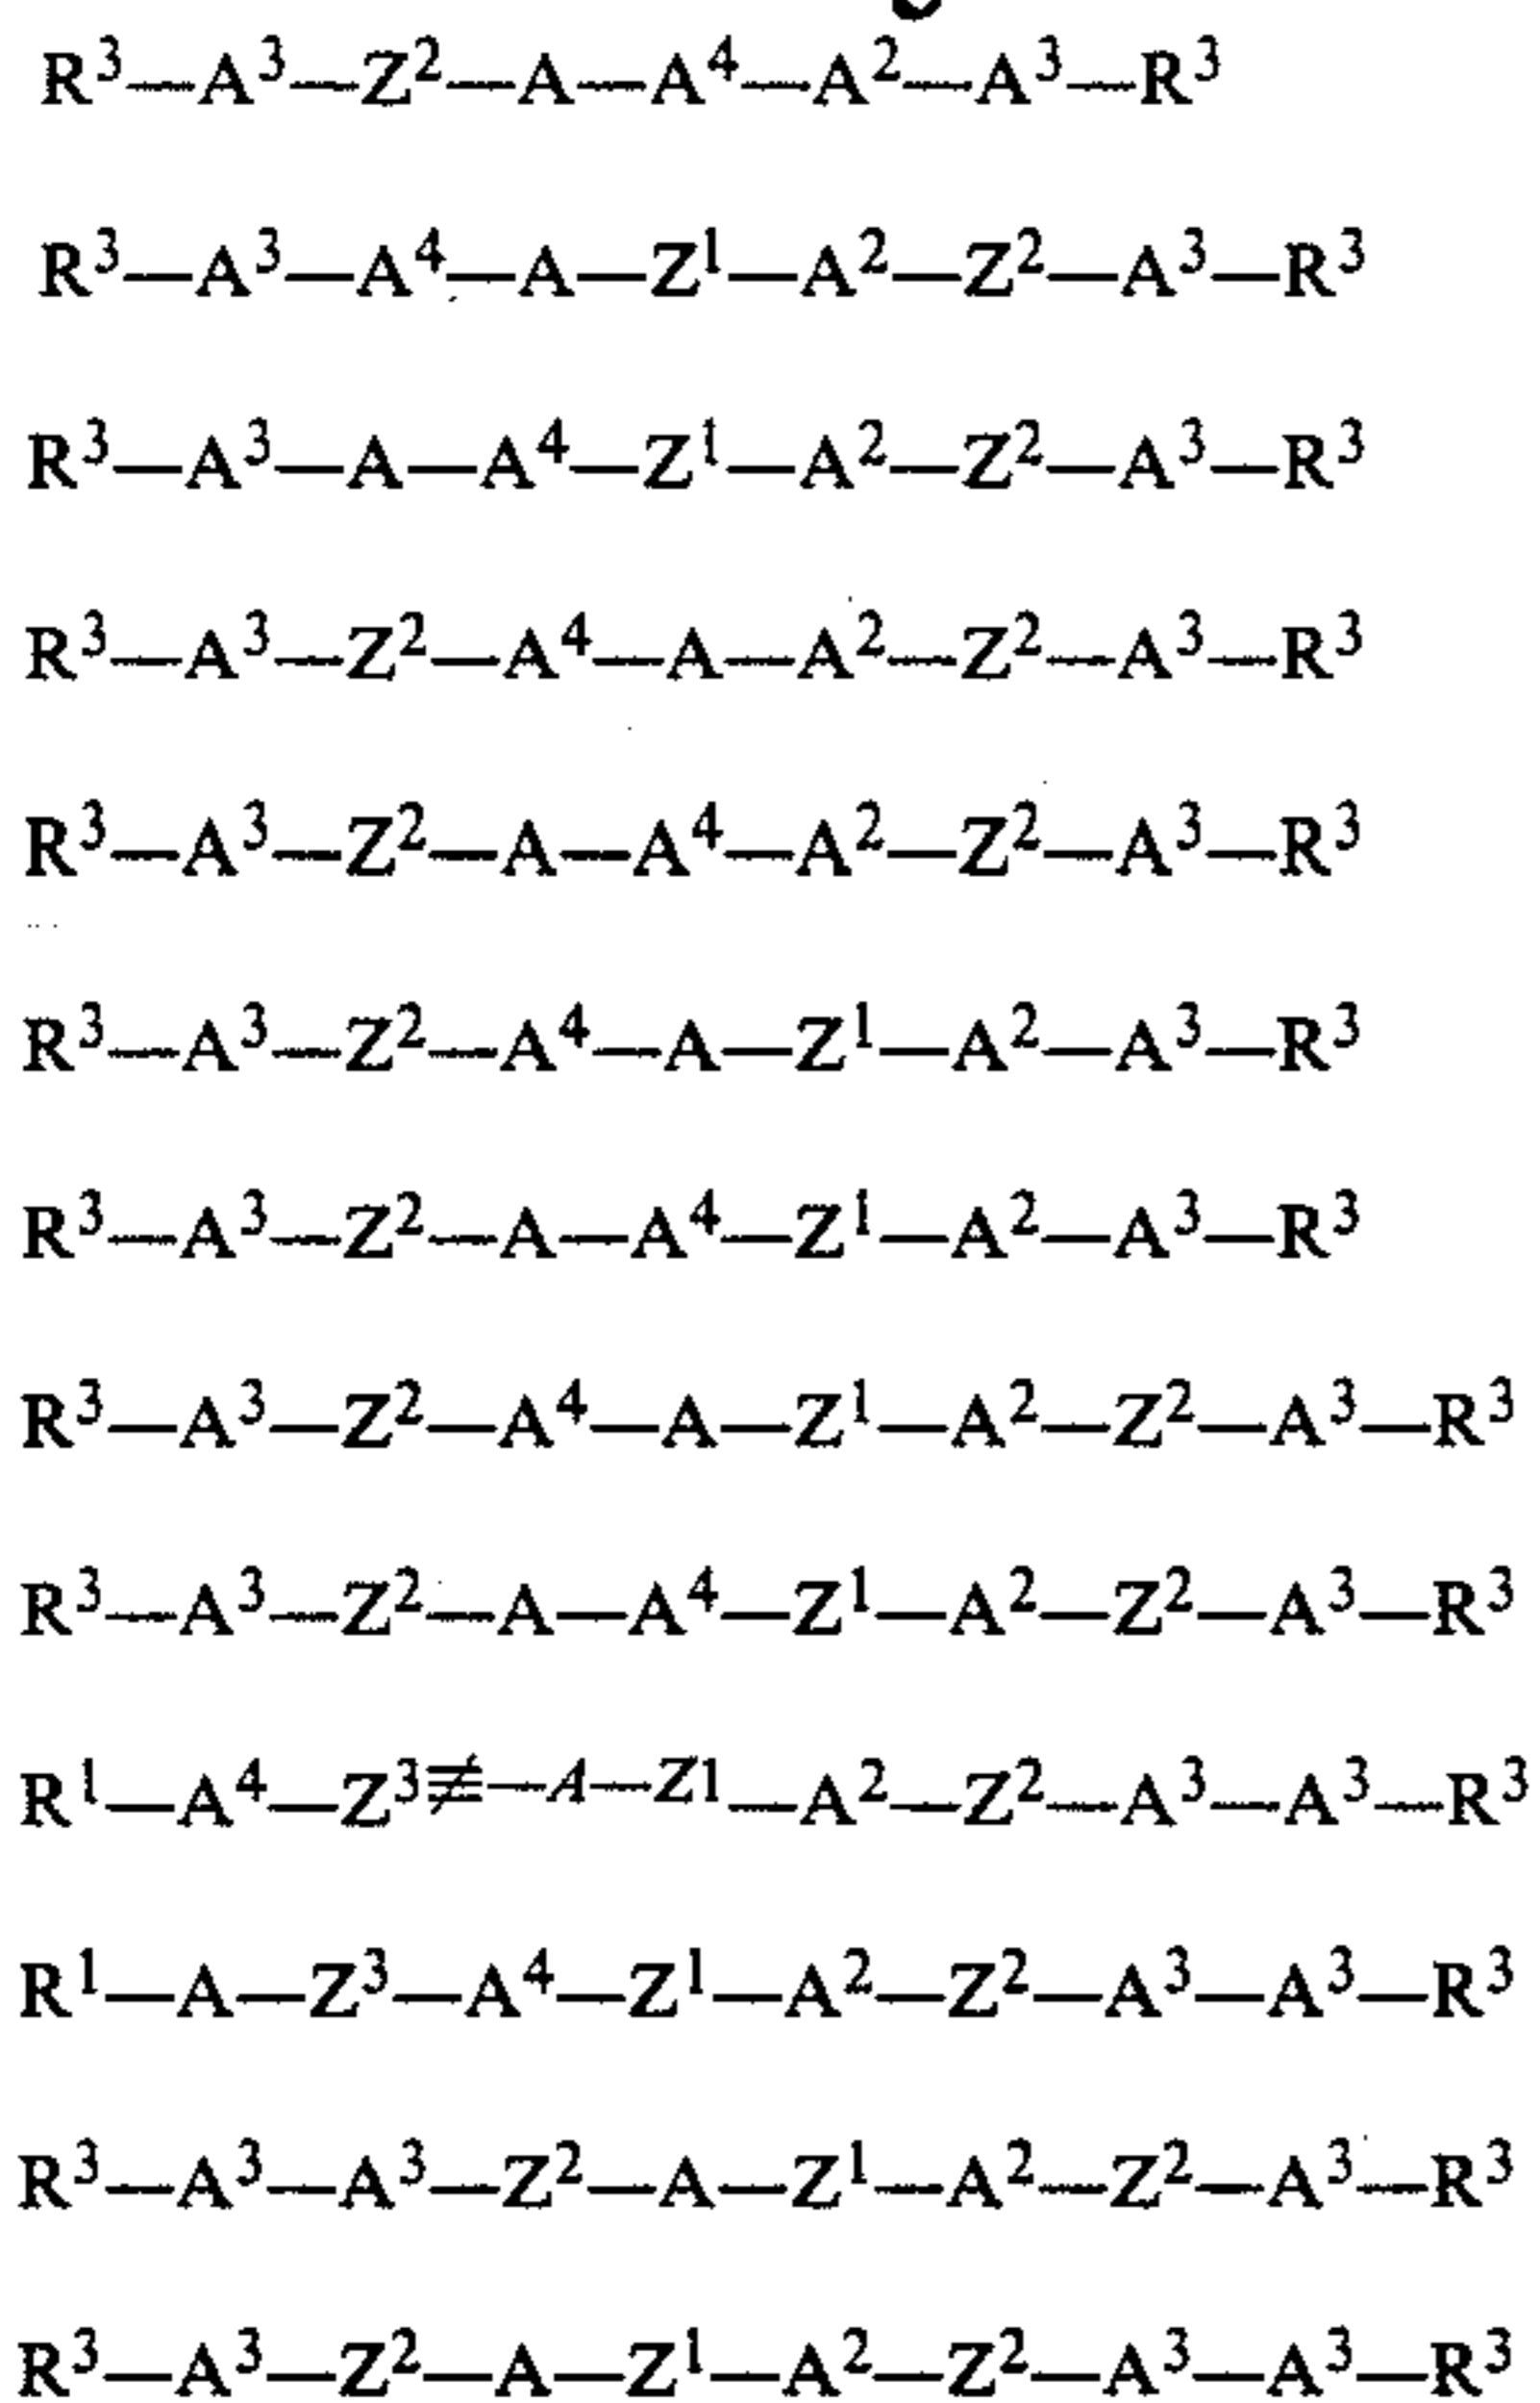 R³—A³—Z²—A—A⁴—A²—A³—R³
R³—A³—A⁴—A—Z¹—A²—Z²—A³—R³
R³—A³—A—A⁴—Z¹—A²—Z²—A³—R³
R³—A³—Z²—A⁴—A—A²—Z²—A³—R³
R³—A³—Z²—A—A⁴—A²—Z²—A³—R³
R³—A³—Z²—A⁴—A—Z¹—A²—A³—R³
R³—A³—Z²—A—A⁴—Z¹—A²—A³—R³
R³—A³—Z²—A⁴—A—Z¹—A²—Z²—A³—R³
R³—A³—Z²—A—A⁴—Z¹—A²—Z²—A³—R³
R¹—A⁴—Z³≢—A—Z1—A²—Z²—A³—A³—R³
R¹—A—Z³—A⁴—Z¹—A²—Z²—A³—A³—R³
R³—A³—A³—Z²—A—Z¹—A²—Z²—A³—R³
R³—A³—Z²—A—Z¹—A²—Z²—A³—A³—R³